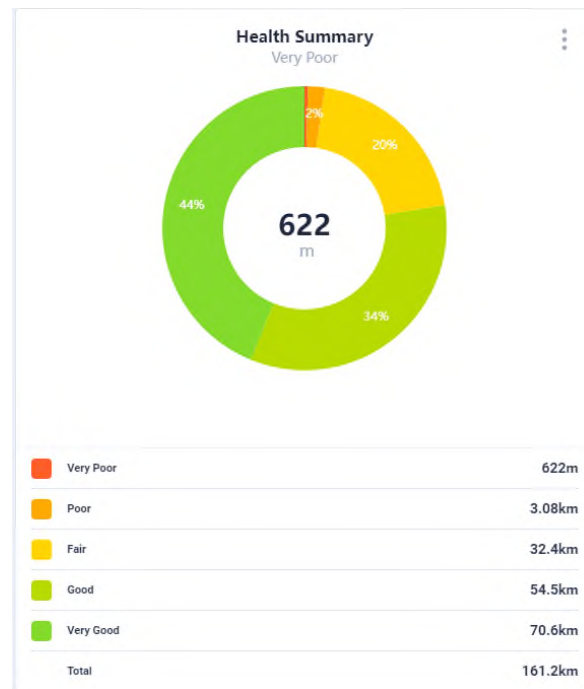 Health Summary
Very Poor
2%
20%
44%
622
m
34%
Very Poor 622m
Poor 3.08km
Fair 32.4km
Good 54.5km
Very Good 70.6km
Total 161.2km